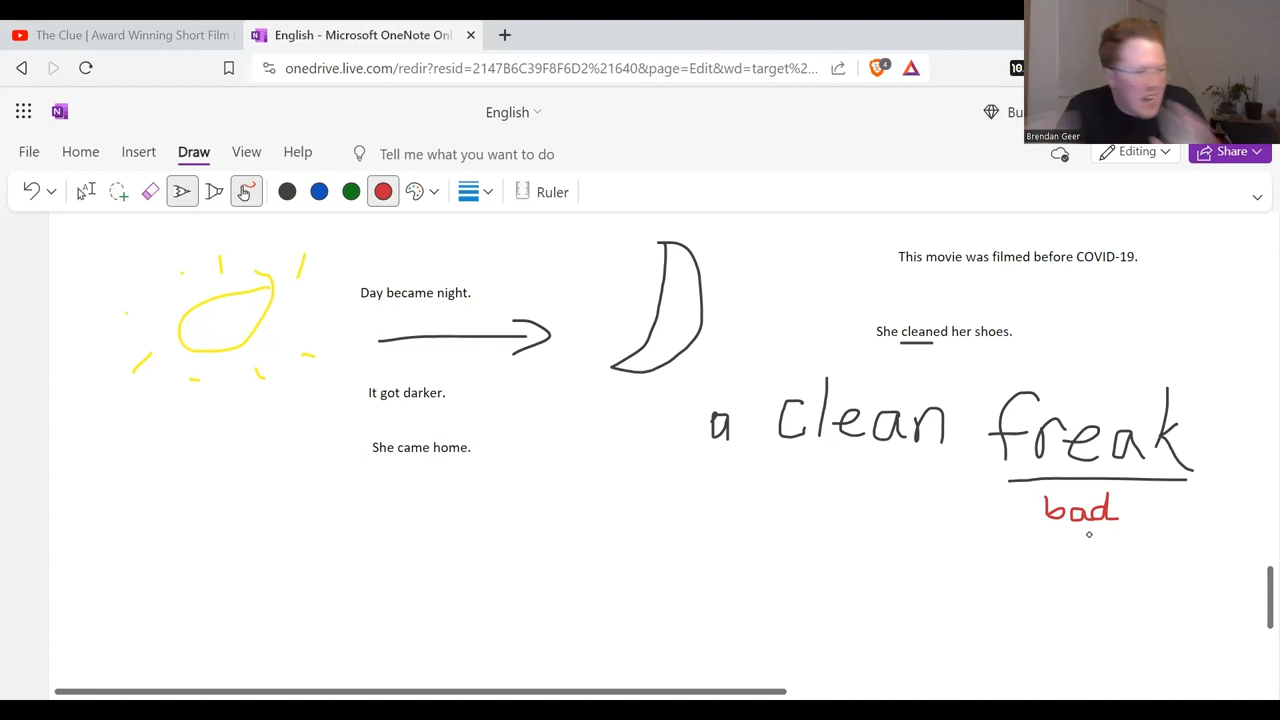 The Clue | Award Winning Short Film
English - Microsoft OneNote Onl
onedrive.live.com/redir?resid=2147B6C39F8F6D2%21640&page=Edit&wd=target%2...
4
10
English
Bu
Brendan Geer
File Home Insert Draw View Help Tell me what you want to do
Editing Share
Ruler
This movie was filmed before COVID-19.
Day became night.
She cleaned her shoes.
It got darker.
a clean freak
She came home.
bad